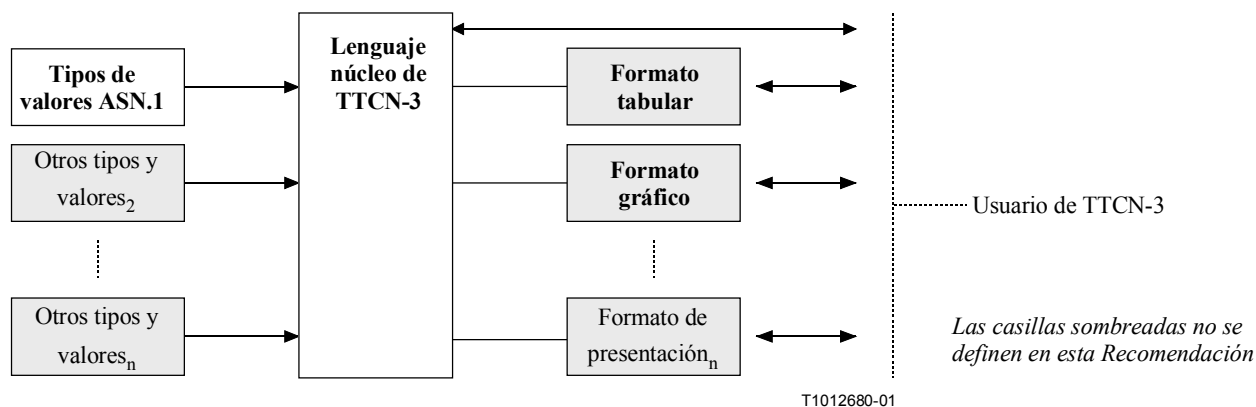 Tipos de
valores ASN.1
Otros tipos y
valores2
Otros tipos y
valoresn
Lenguaje
núcleo de
TTCN-3
Formato
tabular
Formato
gráfico
Formato de
presentaciónn
Usuario de TTCN-3
Las casillas sombreadas no se
definen en esta Recomendación
T1012680-01